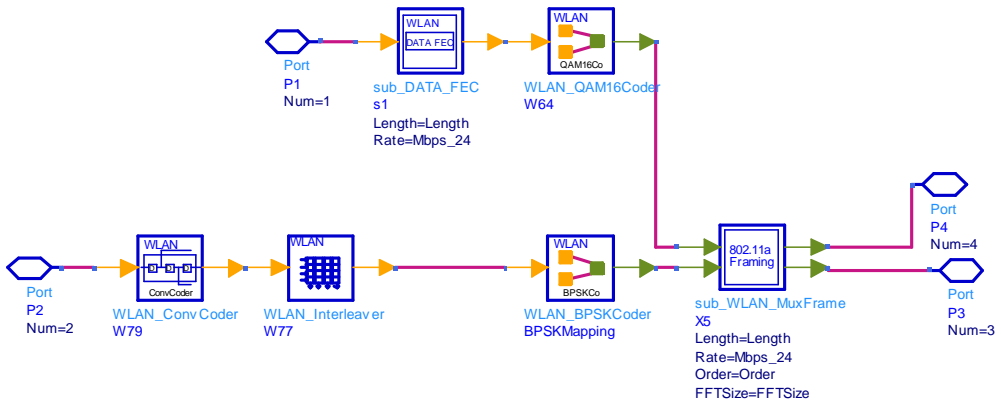 WLAN
DATA FEC
WLAN
QAM16Co
Port
P1
Num=1
sub_DATA_FEC
s1
Length=Length
Rate=Mbps_24
WLAN_QAM16Coder
W64
WLAN
ConvCoder
WLAN
WLAN
BPSKCo
802.11a
Framing
Port
P4
Num=4
Port
P2
Num=2
WLAN_ConvCoder
W79
WLAN_Interleaver
W77
WLAN_BPSKCoder
BPSKMapping
sub_WLAN_MuxFrame
X5
Length=Length
Rate=Mbps_24
Order=Order
FFTSize=FFTSize
Port
P3
Num=3